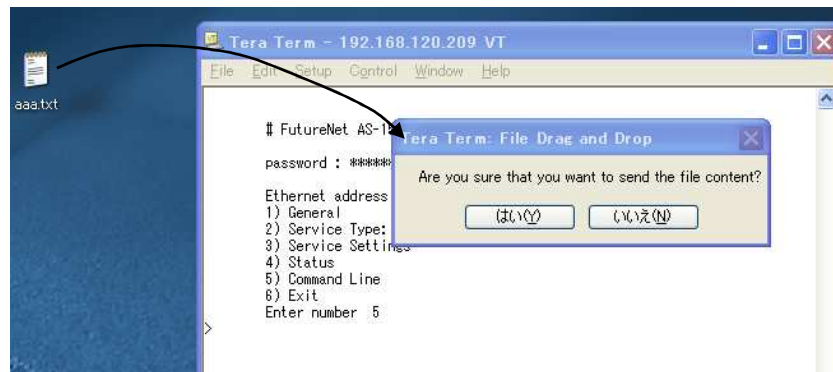 Tera Term - 192.168.120.209 VT
File Edit Setup Control Window Help
aaa.txt
# FutureNet AS-1
Tera Term: File Drag and Drop
password : ******
Are you sure that you want to send the file content?
Ethernet address
はい(Y) いいえ(N)
1) General
2) Service Type:
3) Service Settings
4) Status
5) Command Line
6) Exit
Enter number 5
>